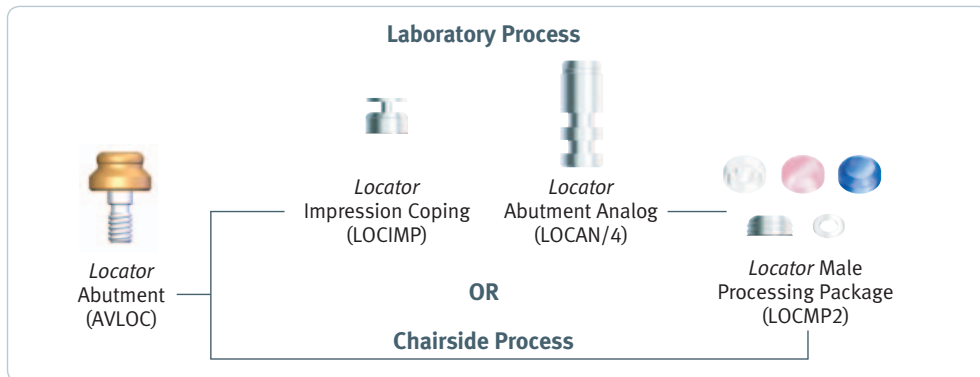 Laboratory Process
Locator
Impression Coping
(LOCIMP)
Locator
Abutment Analog
(LOCAN/4)
Locator
Abutment
(AVLOC)
Locator Male
Processing Package
(LOCMP2)
OR
Chairside Process